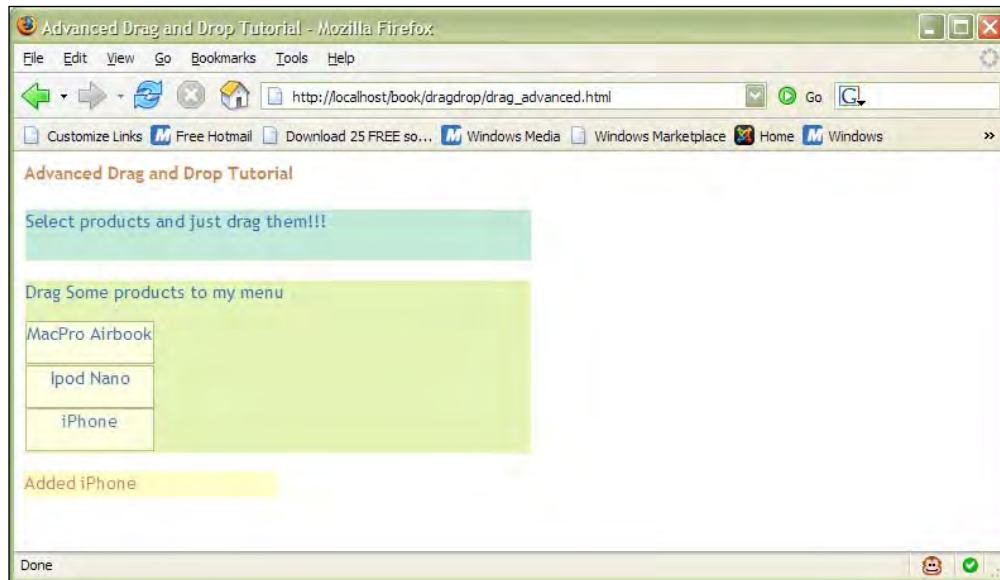 Advanced Drag and Drop Tutorial - Mozilla Firefox
File Edit View Go Bookmarks Tools Help
http://localhost/book/dragdrop/drag_advanced.html Go G
Customize Links Free Hotmail Download 25 FREE so... Windows Media Windows Marketplace Home Windows »
Advanced Drag and Drop Tutorial
Select products and just drag them!!!
Drag Some products to my menu
MacPro Airbook
Ipod Nano
iPhone
Added iPhone
Done